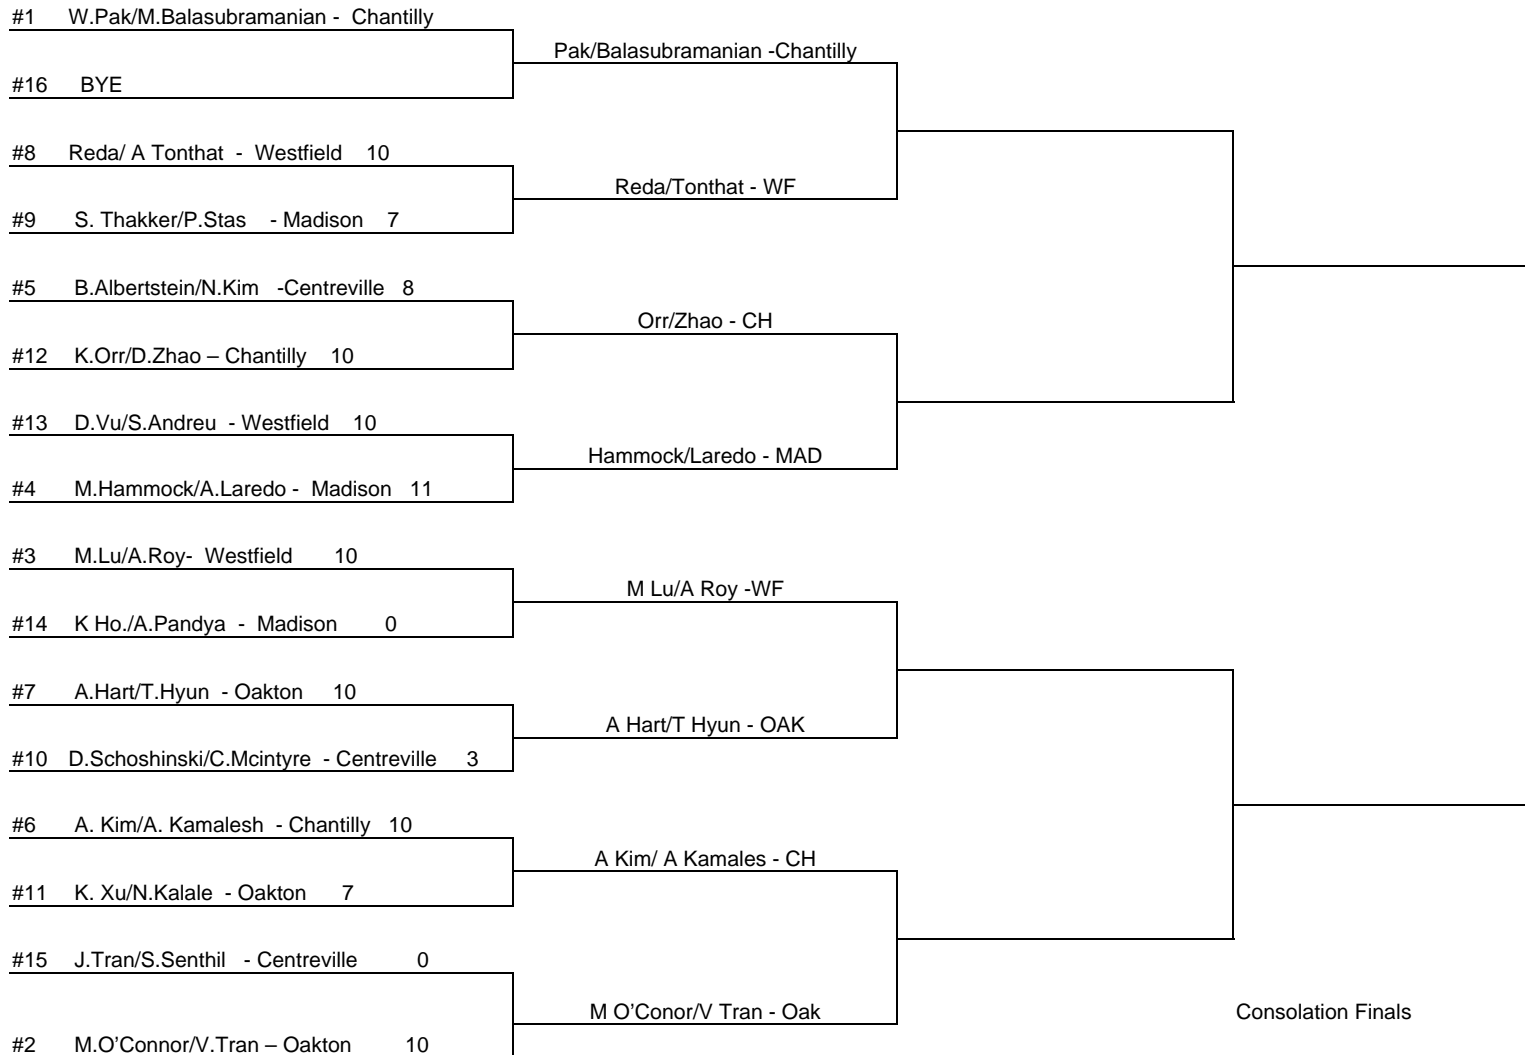 #1 W.Pak/M.Balasubramanian - Chantilly
Pak/Balasubramanian -Chantilly
#16 BYE
#8 Reda/ A Tonthat - Westfield 10
Reda/Tonthat - WF
#9 S. Thakker/P.Stas - Madison 7
#5 B.Albertstein/N.Kim -Centreville 8
Orr/Zhao - CH
#12 K.Orr/D.Zhao – Chantilly 10
#13 D.Vu/S.Andreu - Westfield 10
Hammock/Laredo - MAD
#4 M.Hammock/A.Laredo - Madison 11
#3 M.Lu/A.Roy- Westfield 10
M Lu/A Roy -WF
#14 K Ho./A.Pandya - Madison 0
#7 A.Hart/T.Hyun - Oakton 10
A Hart/T Hyun - OAK
#10 D.Schoshinski/C.Mcintyre - Centreville 3
#6 A. Kim/A. Kamalesh - Chantilly 10
A Kim/ A Kamales - CH
#11 K. Xu/N.Kalale - Oakton 7
#15 J.Tran/S.Senthil - Centreville 0
M O'Conor/V Tran - Oak
Consolation Finals
#2 M.O'Connor/V.Tran – Oakton 10